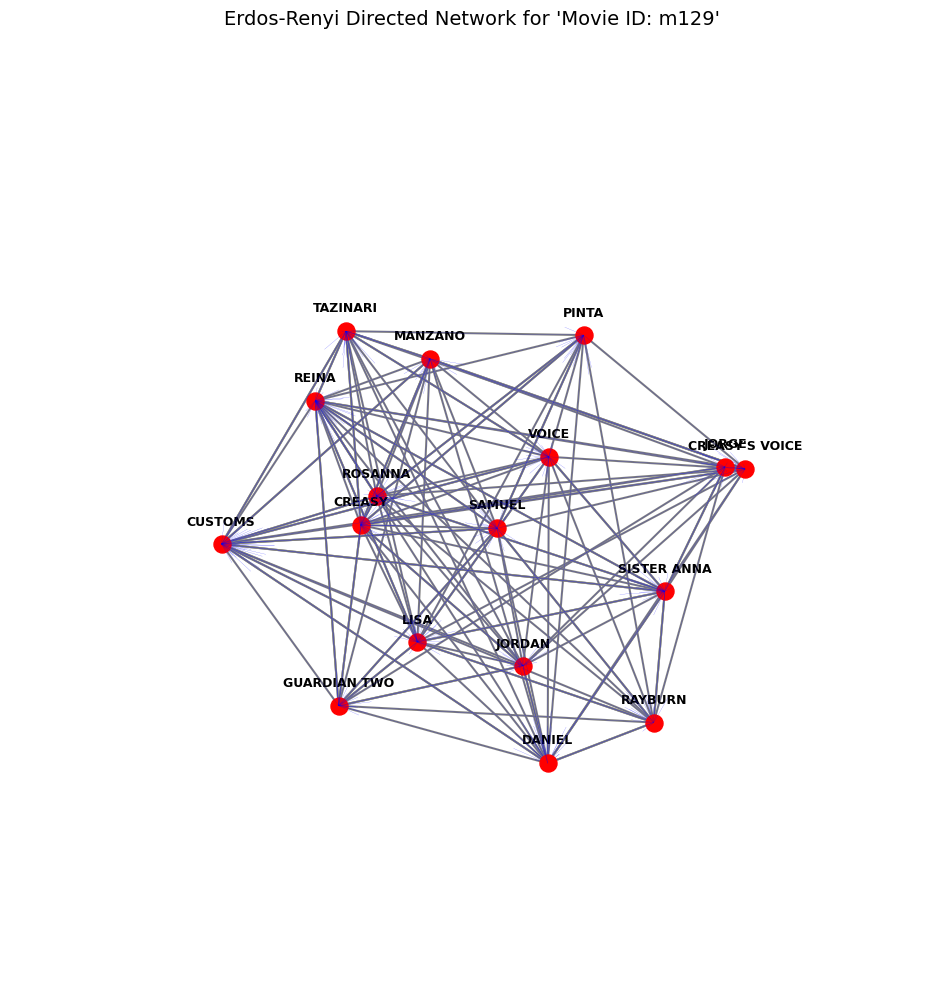 Erdos-Renyi Directed Network for 'Movie ID: m129'
TAZINARI
PINTA
MANZANO
REINA
VOICE
JORGE
CREASY'S VOICE
ROSANNA
CREASY
SAMUEL
CUSTOMS
SISTER ANNA
LISA
JORDAN
GUARDIAN TWO
RAYBURN
DANIEL